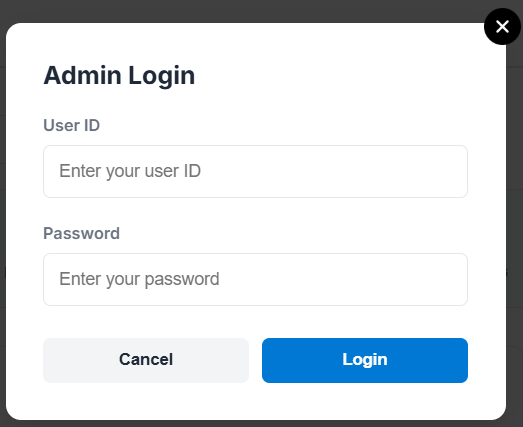 Admin Login
User ID
Enter your user ID
Password
Enter your password
Cancel Login